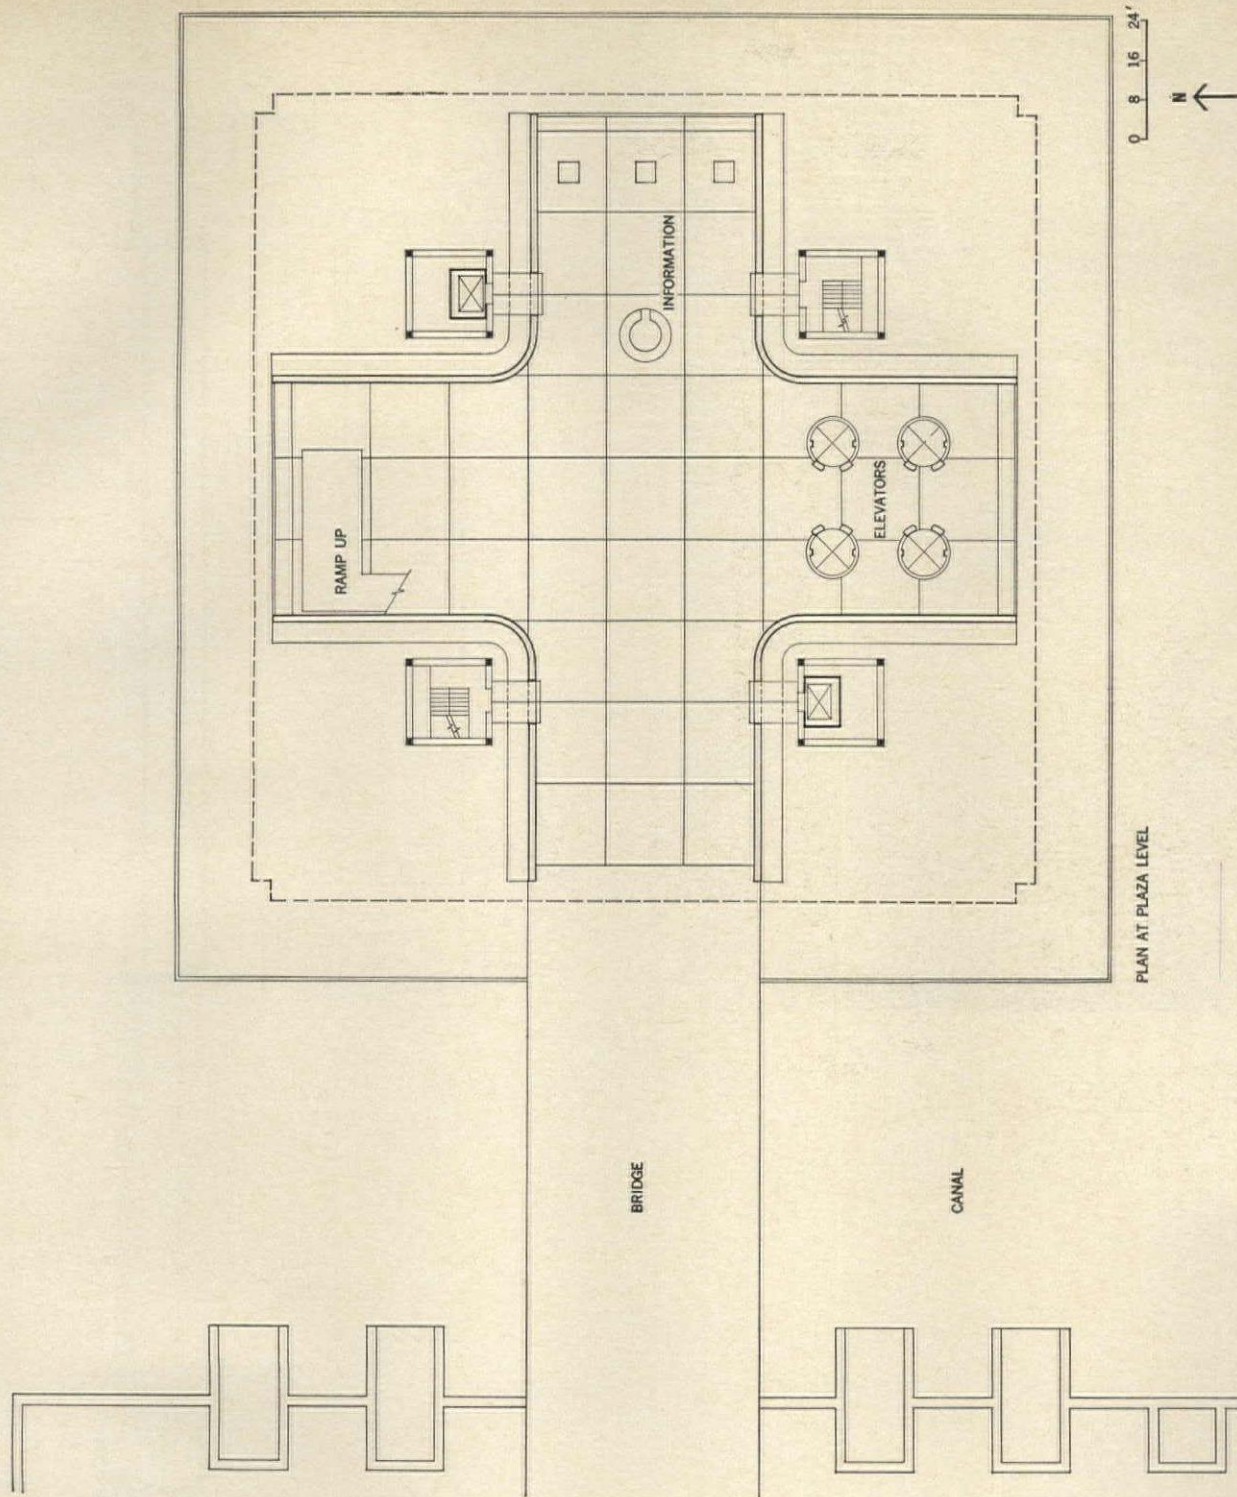 0 8 16 24'
N
INFORMATION
RAMP UP
ELEVATORS
PLAN AT PLAZA LEVEL
BRIDGE
CANAL